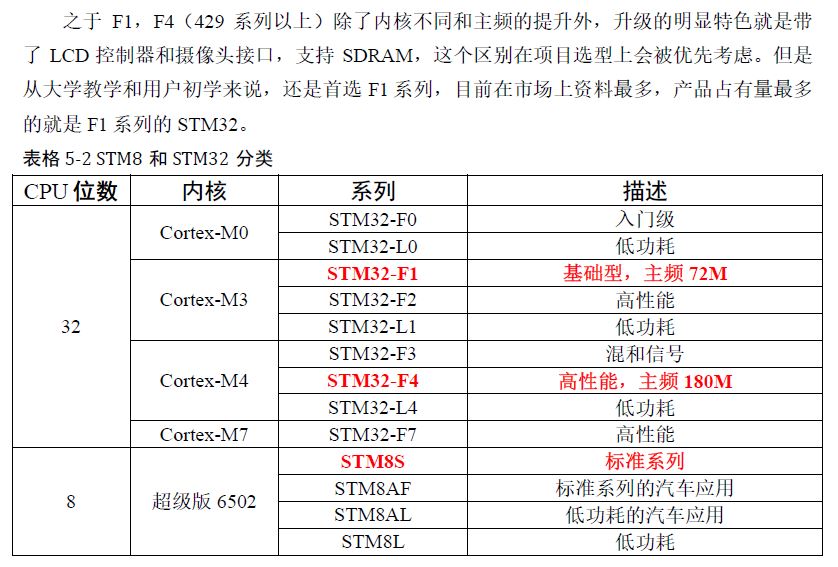 之于 F1，F4（429 系列以上）除了内核不同和主频的提升外，升级的明显特色就是带
了 LCD 控制器和摄像头接口，支持 SDRAM，这个区别在项目选型上会被优先考虑。但是
从大学教学和用户初学来说，还是首选 F1 系列，目前在市场上资料最多，产品占有量最多
的就是 F1 系列的 STM32。
表格 5-2 STM8 和 STM32 分类
CPU 位数 内核 系列 描述
32 Cortex-M0 STM32-F0 入门级
STM32-L0 低功耗
Cortex-M3 STM32-F1 基础型，主频 72M
STM32-F2 高性能
STM32-L1 低功耗
Cortex-M4 STM32-F3 混和信号
STM32-F4 高性能，主频 180M
STM32-L4 低功耗
Cortex-M7 STM32-F7 高性能
8 超级版 6502 STM8S 标准系列
STM8AF 标准系列的汽车应用
STM8AL 低功耗的汽车应用
STM8L 低功耗